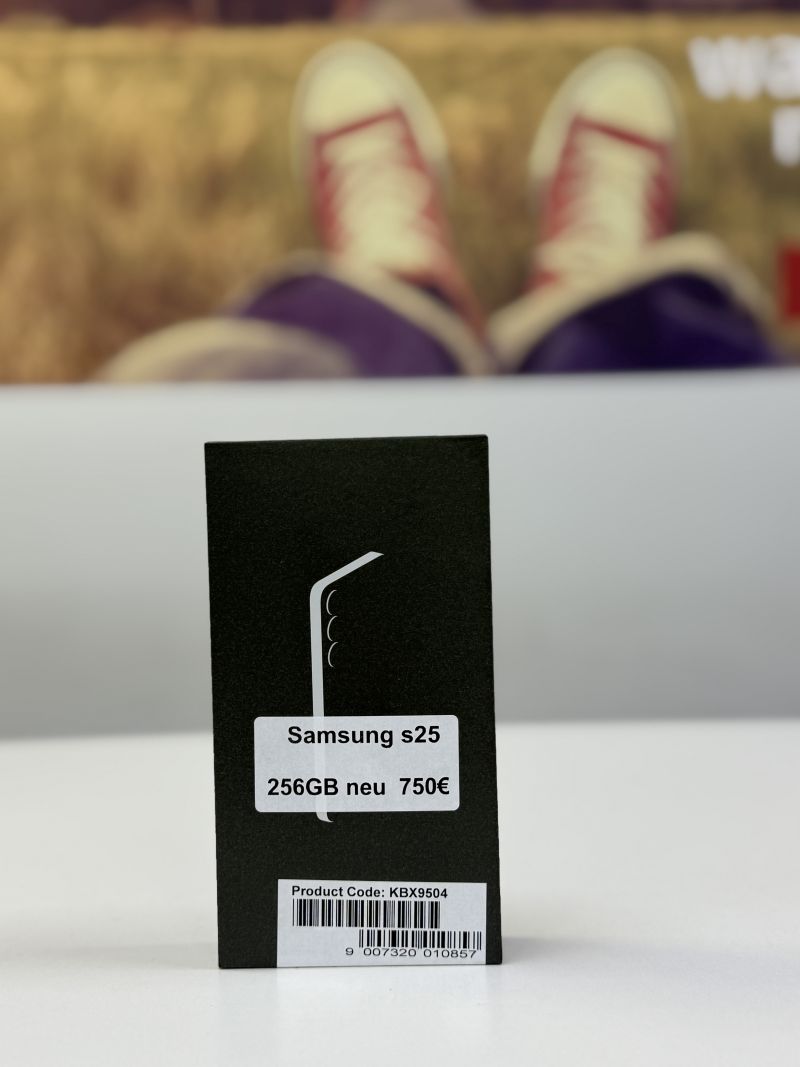 Samsung s25
256GB neu 750€
Product Code: KBX9504
9 007320 010857